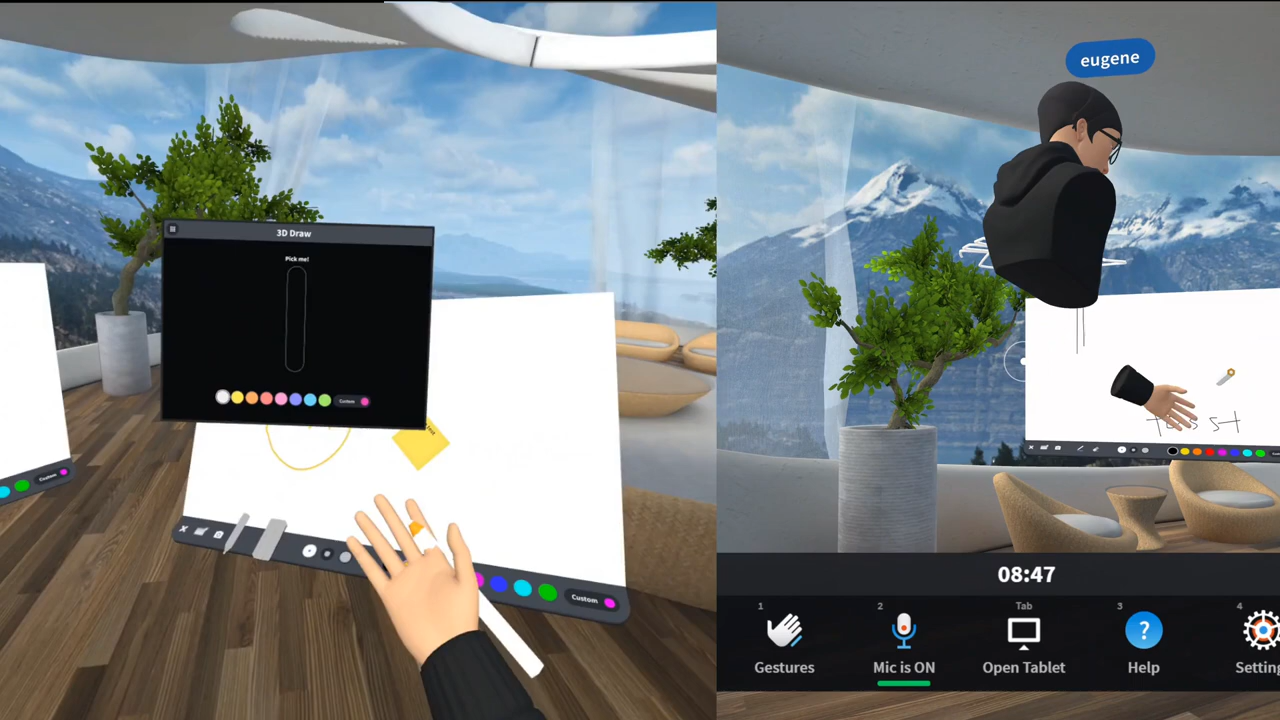 3D Draw
Pick me!
Custom
Custom
Custom
eugene
08:47
1
Gestures
2
Mic is ON
Tab
Open Tablet
3
?
Help
4
Setting